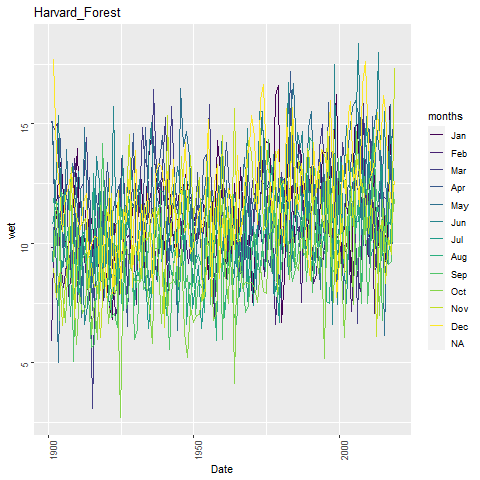 Harvard_Forest
wet
15
10
5
1900
1950
2000
Date
months
Jan
Feb
Mar
Apr
May
Jun
Jul
Aug
Sep
Oct
Nov
Dec
NA